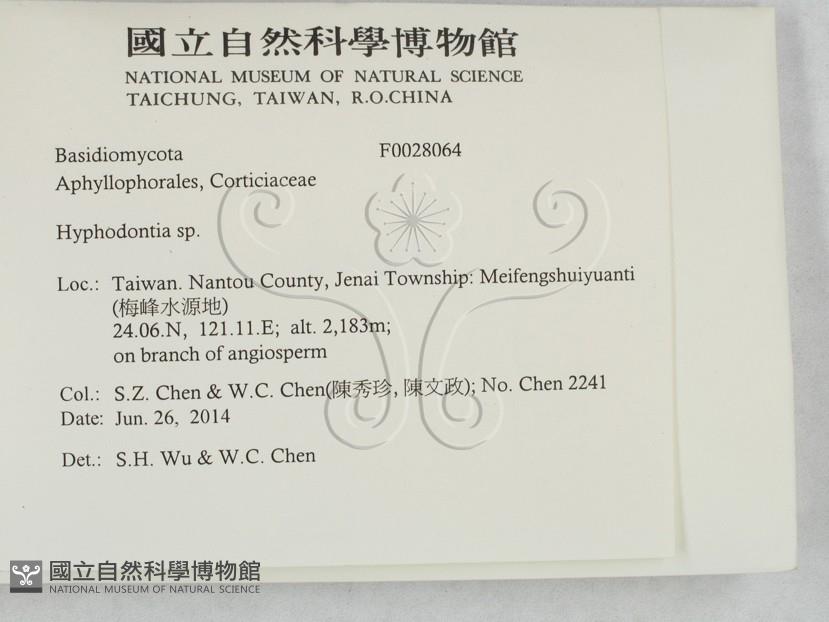 國立自然科學博物館
NATIONAL MUSEUM OF NATURAL SCIENCE
TAICHUNG, TAIWAN, R.O.CHINA
Basidiomycota F0028064
Aphyllophorales, Corticiaceae
Hyphodontia sp.
Loc.: Taiwan. Nantou County, Jenai Township: Meifengshuiyuanti
(梅峰水源地)
24.06.N, 121.11.E; alt. 2,183m;
on branch of angiosperm
Col.: S.Z. Chen & W.C. Chen(陳秀珍, 陳文政); No. Chen 2241
Date: Jun. 26, 2014
Det.: S.H. Wu & W.C. Chen
國立自然科學博物館
NATIONAL MUSEUM OF NATURAL SCIENCE